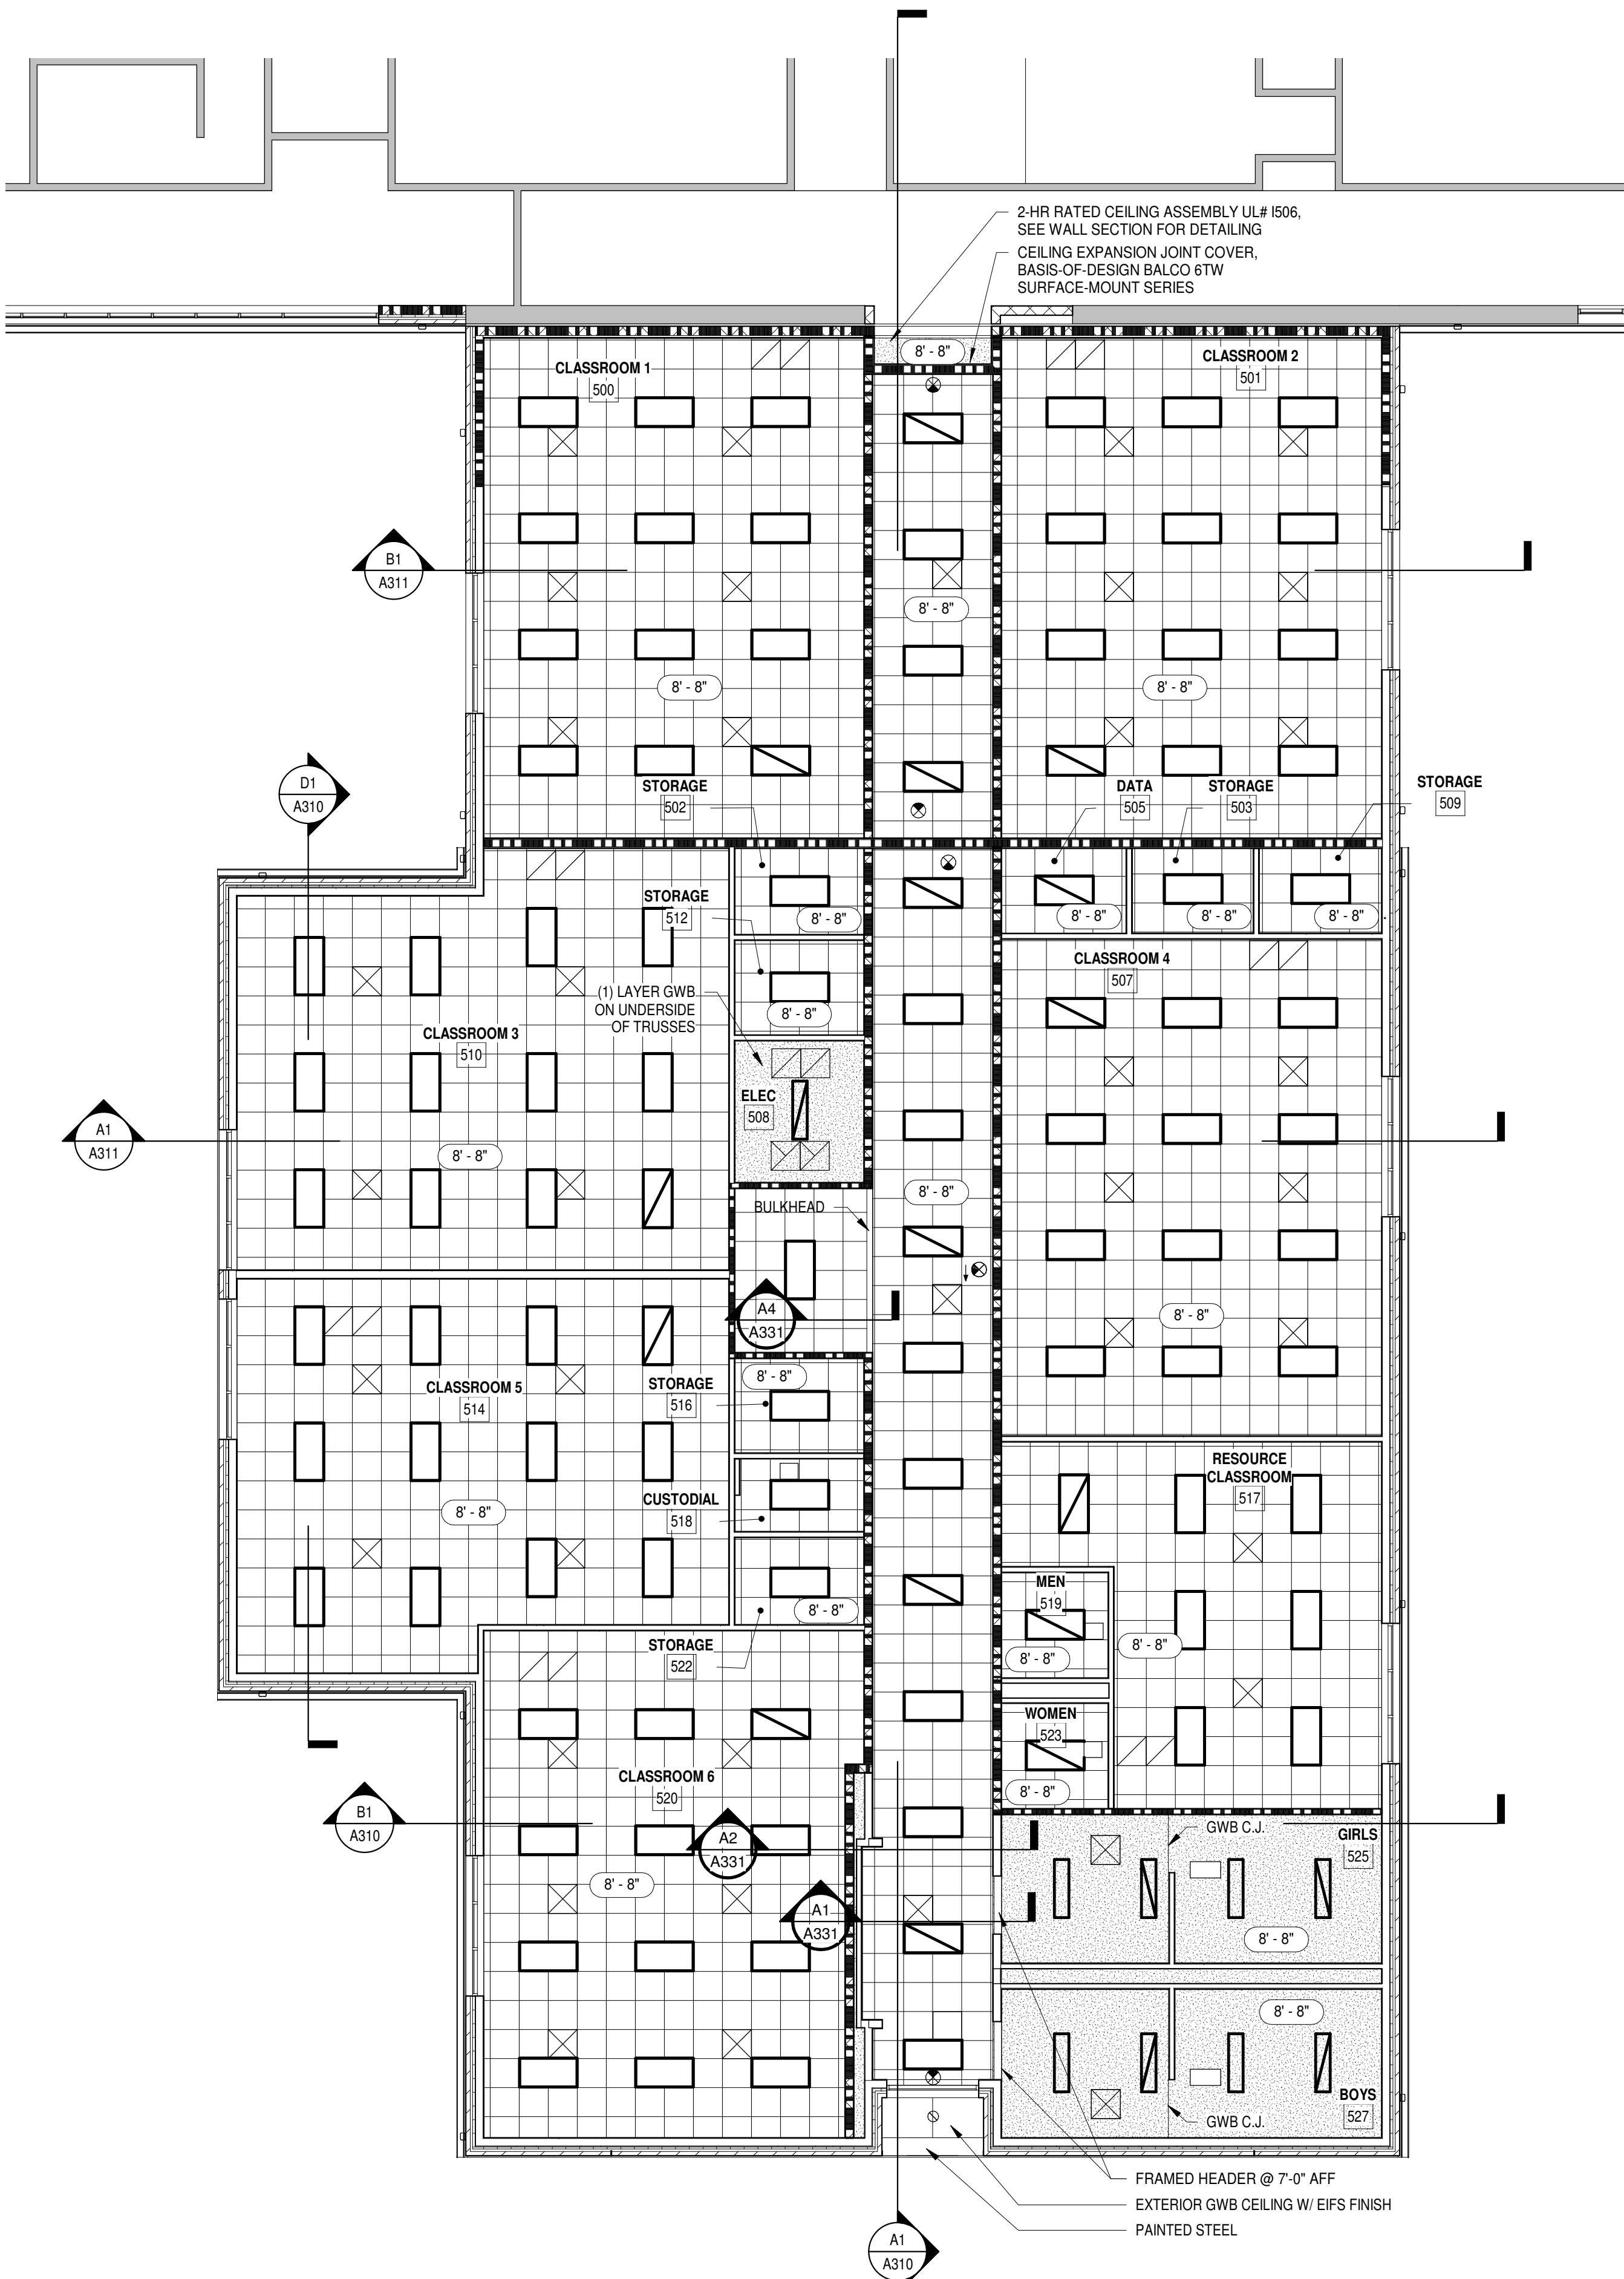 2-HR RATED CEILING ASSEMBLY UL# I506,
SEE WALL SECTION FOR DETAILING
CEILING EXPANSION JOINT COVER,
BASIS-OF-DESIGN BALCO 6TW
SURFACE-MOUNT SERIES
8' - 8"
CLASSROOM 1
500
CLASSROOM 2
501
B1
A311
8' - 8"
8' - 8"
8' - 8"
D1
A310
STORAGE
502
DATA
505
STORAGE
503
STORAGE
509
STORAGE
512
8' - 8"
8' - 8"
8' - 8"
8' - 8"
CLASSROOM 4
507
(1) LAYER GWB
ON UNDERSIDE
OF TRUSSES
8' - 8"
CLASSROOM 3
510
ELEC
508
A1
A311
8' - 8"
8' - 8"
BULKHEAD
A4
A331
8' - 8"
CLASSROOM 5
514
STORAGE
516
8' - 8"
RESOURCE
CLASSROOM
517
CUSTODIAL
518
8' - 8"
MEN
519
8' - 8"
8' - 8"
8' - 8"
STORAGE
522
WOMEN
523
8' - 8"
CLASSROOM 6
520
B1
A310
A2
A331
GWB C.J.
GIRLS
525
8' - 8"
A1
A331
8' - 8"
8' - 8"
BOYS
527
GWB C.J.
FRAMED HEADER @ 7'-0" AFF
EXTERIOR GWB CEILING W/ EIFS FINISH
PAINTED STEEL
A1
A310